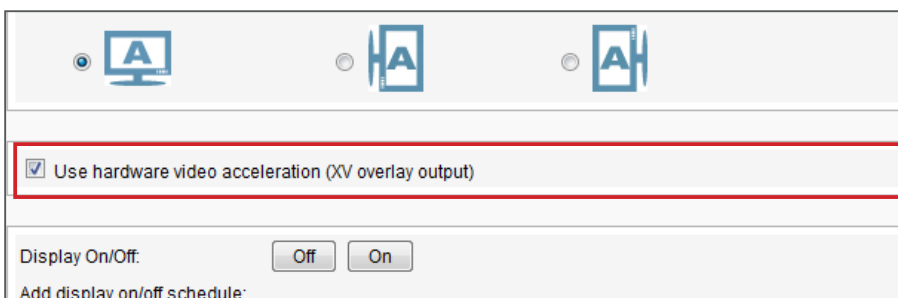 A A A
Use hardware video acceleration (XV overlay output)
Display On/Off: Off On
Add display on/off schedule: